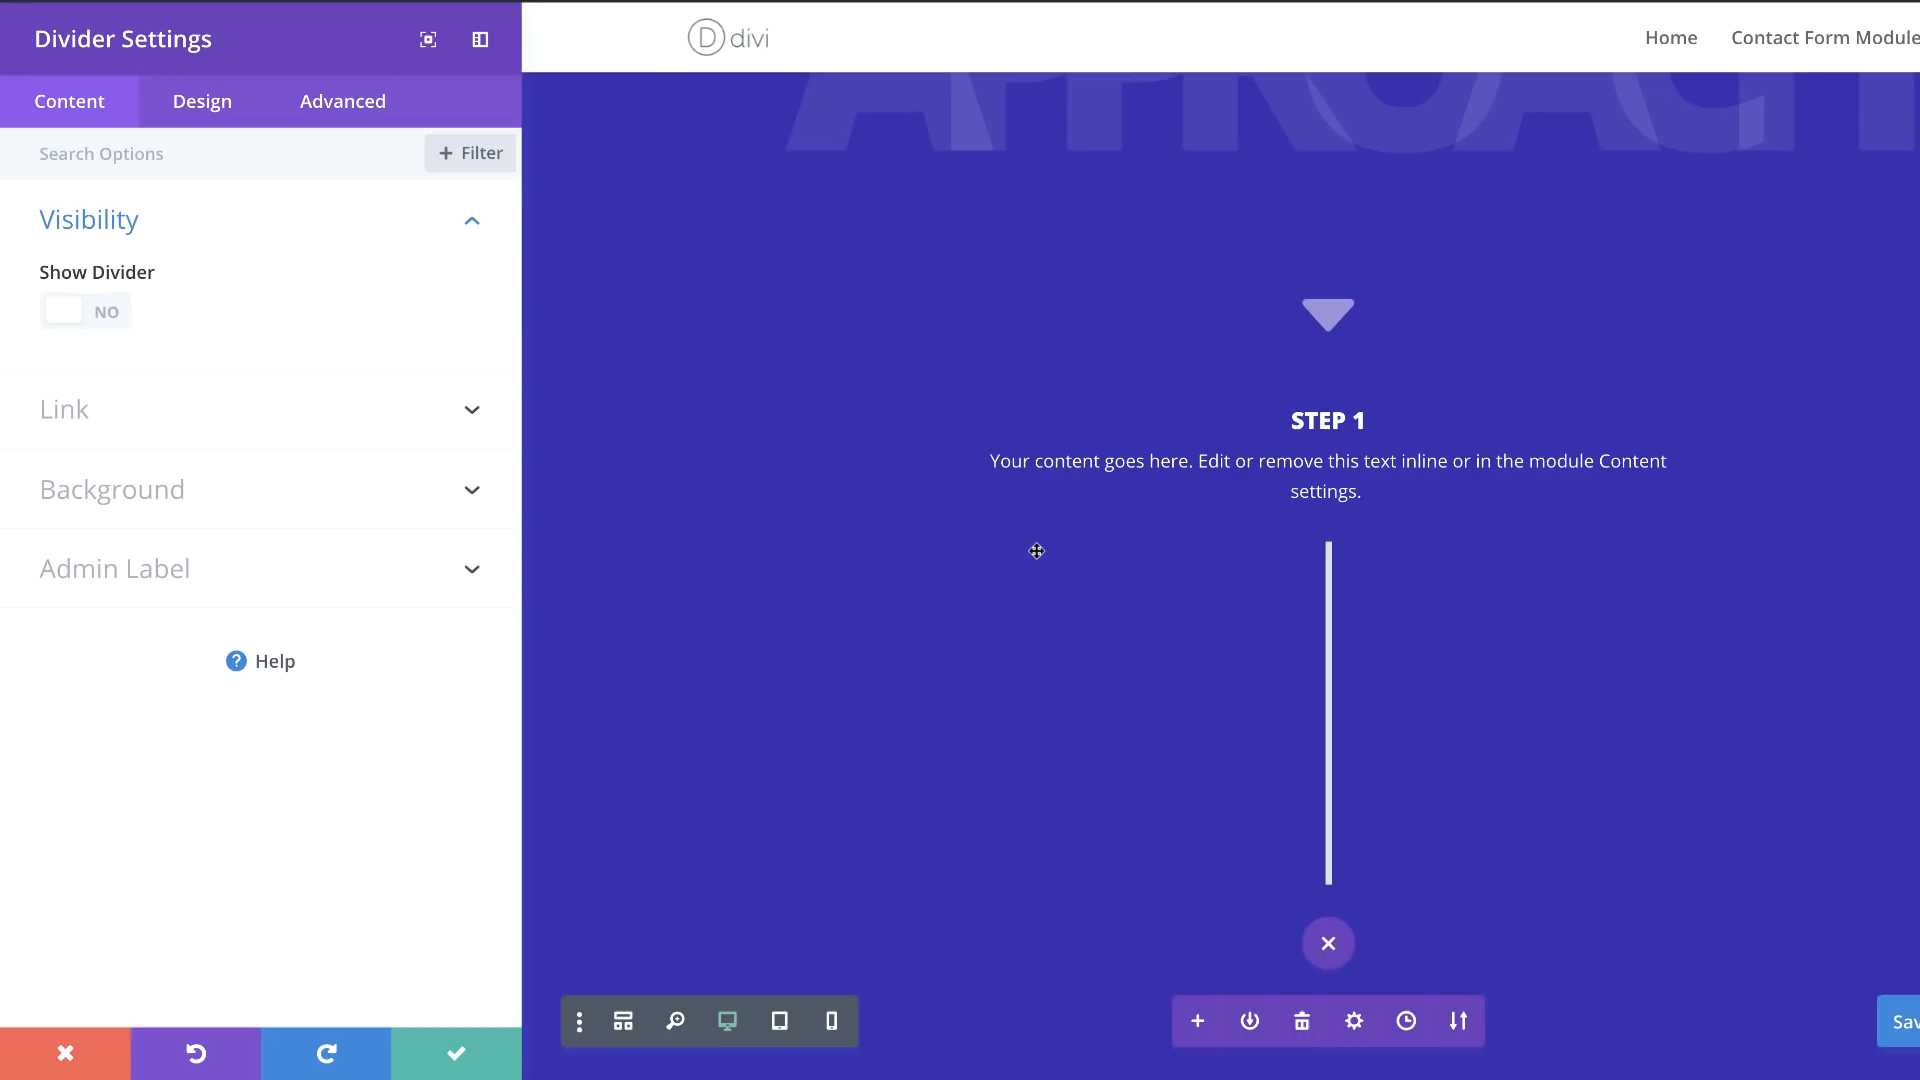 Divider Settings
Content Design Advanced
Search Options
+ Filter
Visibility
Show Divider
NO
Link
Background
Admin Label
? Help
D divi
Home Contact Form Module
STEP 1
Your content goes here. Edit or remove this text inline or in the module Content
settings.